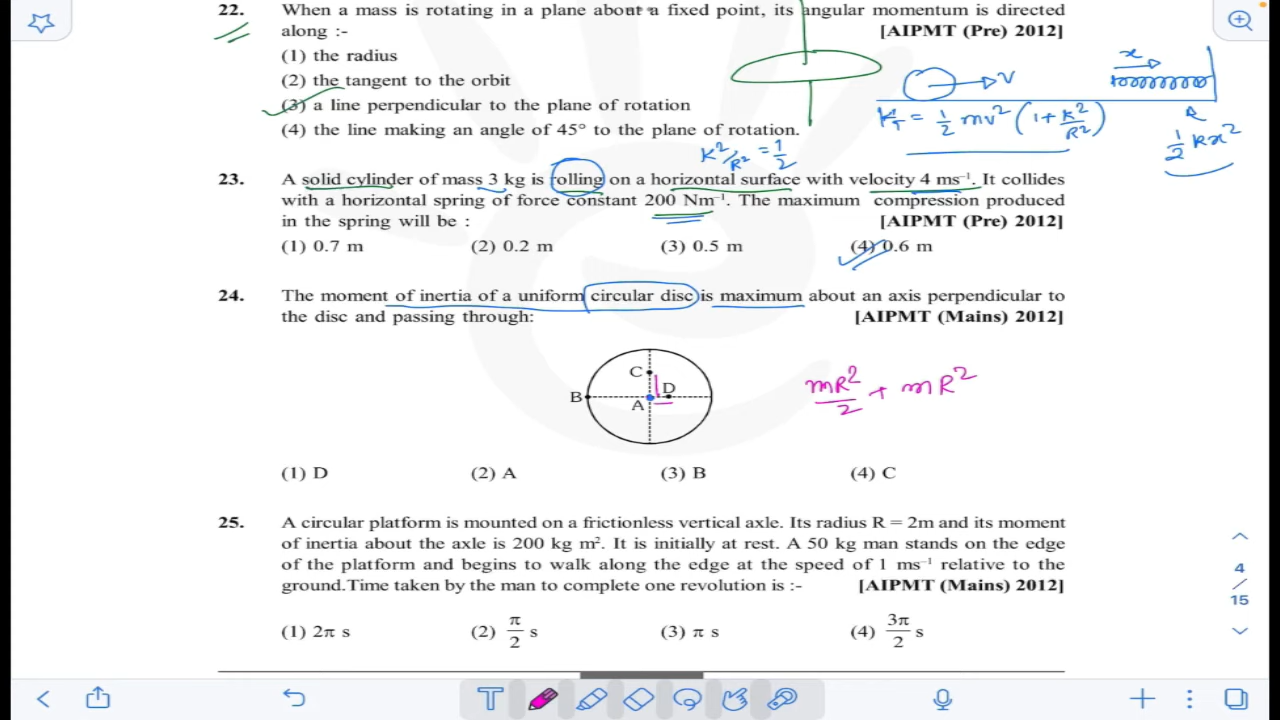 22. When a mass is rotating in a plane about a fixed point, its angular momentum is directed
along :- [AIPMT (Pre) 2012]
(1) the radius
(2) the tangent to the orbit
(3) a line perpendicular to the plane of rotation
(4) the line making an angle of 45° to the plane of rotation.
x
v
K_T = 1/2 mv² (1 + K²/R²)
1/2 kx²
K²/R² = 1/2
23. A solid cylinder of mass 3 kg is rolling on a horizontal surface with velocity 4 ms⁻¹. It collides
with a horizontal spring of force constant 200 Nm⁻¹. The maximum compression produced
in the spring will be : [AIPMT (Pre) 2012]
(1) 0.7 m (2) 0.2 m (3) 0.5 m (4) 0.6 m
24. The moment of inertia of a uniform circular disc is maximum about an axis perpendicular to
the disc and passing through: [AIPMT (Mains) 2012]
C
B A D
mR²/2 + mR²
(1) D (2) A (3) B (4) C
25. A circular platform is mounted on a frictionless vertical axle. Its radius R = 2m and its moment
of inertia about the axle is 200 kg m². It is initially at rest. A 50 kg man stands on the edge
of the platform and begins to walk along the edge at the speed of 1 ms⁻¹ relative to the
ground.Time taken by the man to complete one revolution is :- [AIPMT (Mains) 2012]
(1) 2π s (2) π/2 s (3) π s (4) 3π/2 s
4
15
T